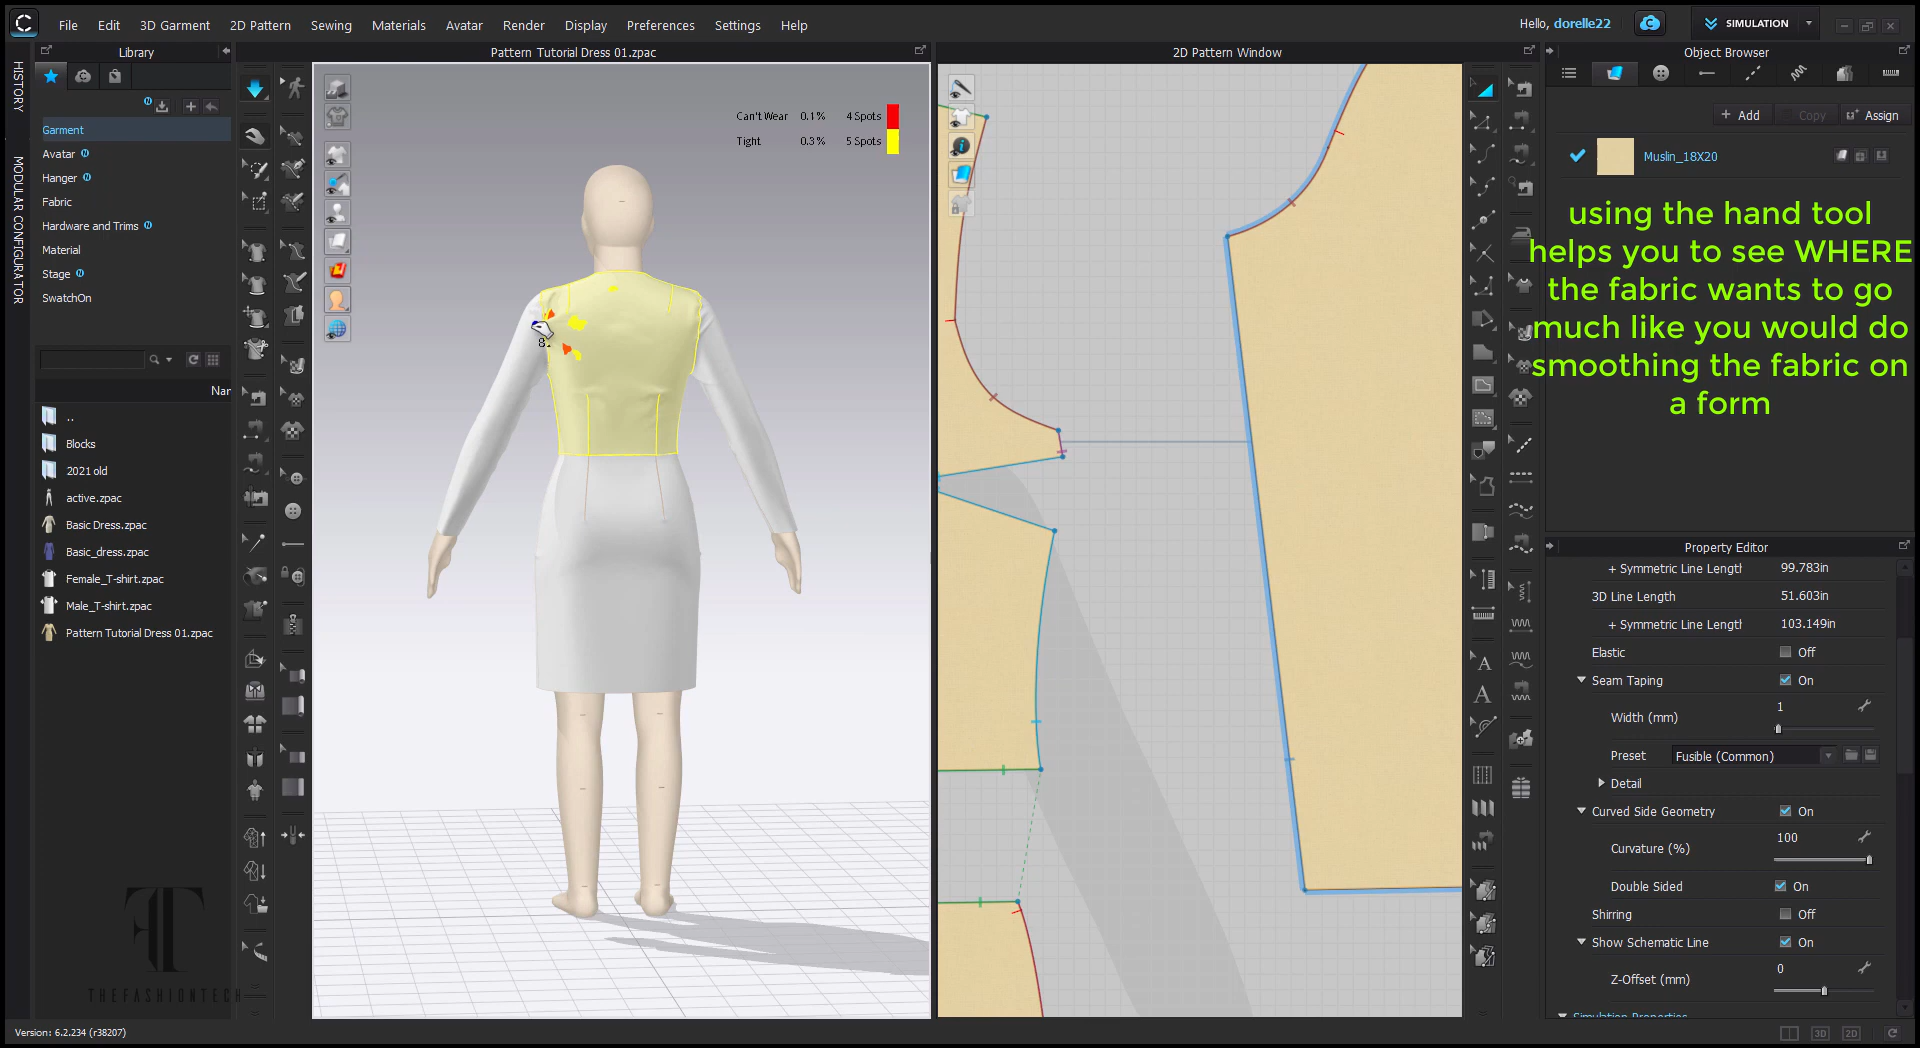 File Edit 3D Garment 2D Pattern Sewing Materials Avatar Render Display Preferences Settings Help
Hello, dorelle22
SIMULATION
Library
Pattern Tutorial Dress 01.zpac
2D Pattern Window
Object Browser
HISTORY
MODULAR CONFIGURATOR
Garment
Avatar
Hanger
Fabric
Hardware and Trims
Material
Stage
SwatchOn
Nar
..
Blocks
2021 old
active.zpac
Basic Dress.zpac
Basic_dress.zpac
Female_T-shirt.zpac
Male_T-shirt.zpac
Pattern Tutorial Dress 01.zpac
THEFASHIONTECH
Version: 6.2.234 (r38207)
Can't Wear 0.1% 4 Spots
Tight 0.3% 5 Spots
+ Add Copy Assign
Muslin_18X20
using the hand tool
helps you to see WHERE
the fabric wants to go
much like you would do
smoothing the fabric on
a form
Property Editor
+ Symmetric Line Lengtł 99.783in
3D Line Length 51.603in
+ Symmetric Line Lengtł 103.149in
Elastic Off
Seam Taping On
Width (mm) 1
Preset Fusible (Common)
Detail
Curved Side Geometry On
Curvature (%) 100
Double Sided On
Shirring Off
Show Schematic Line On
Z-Offset (mm) 0
Simulation Properties
3D 2D